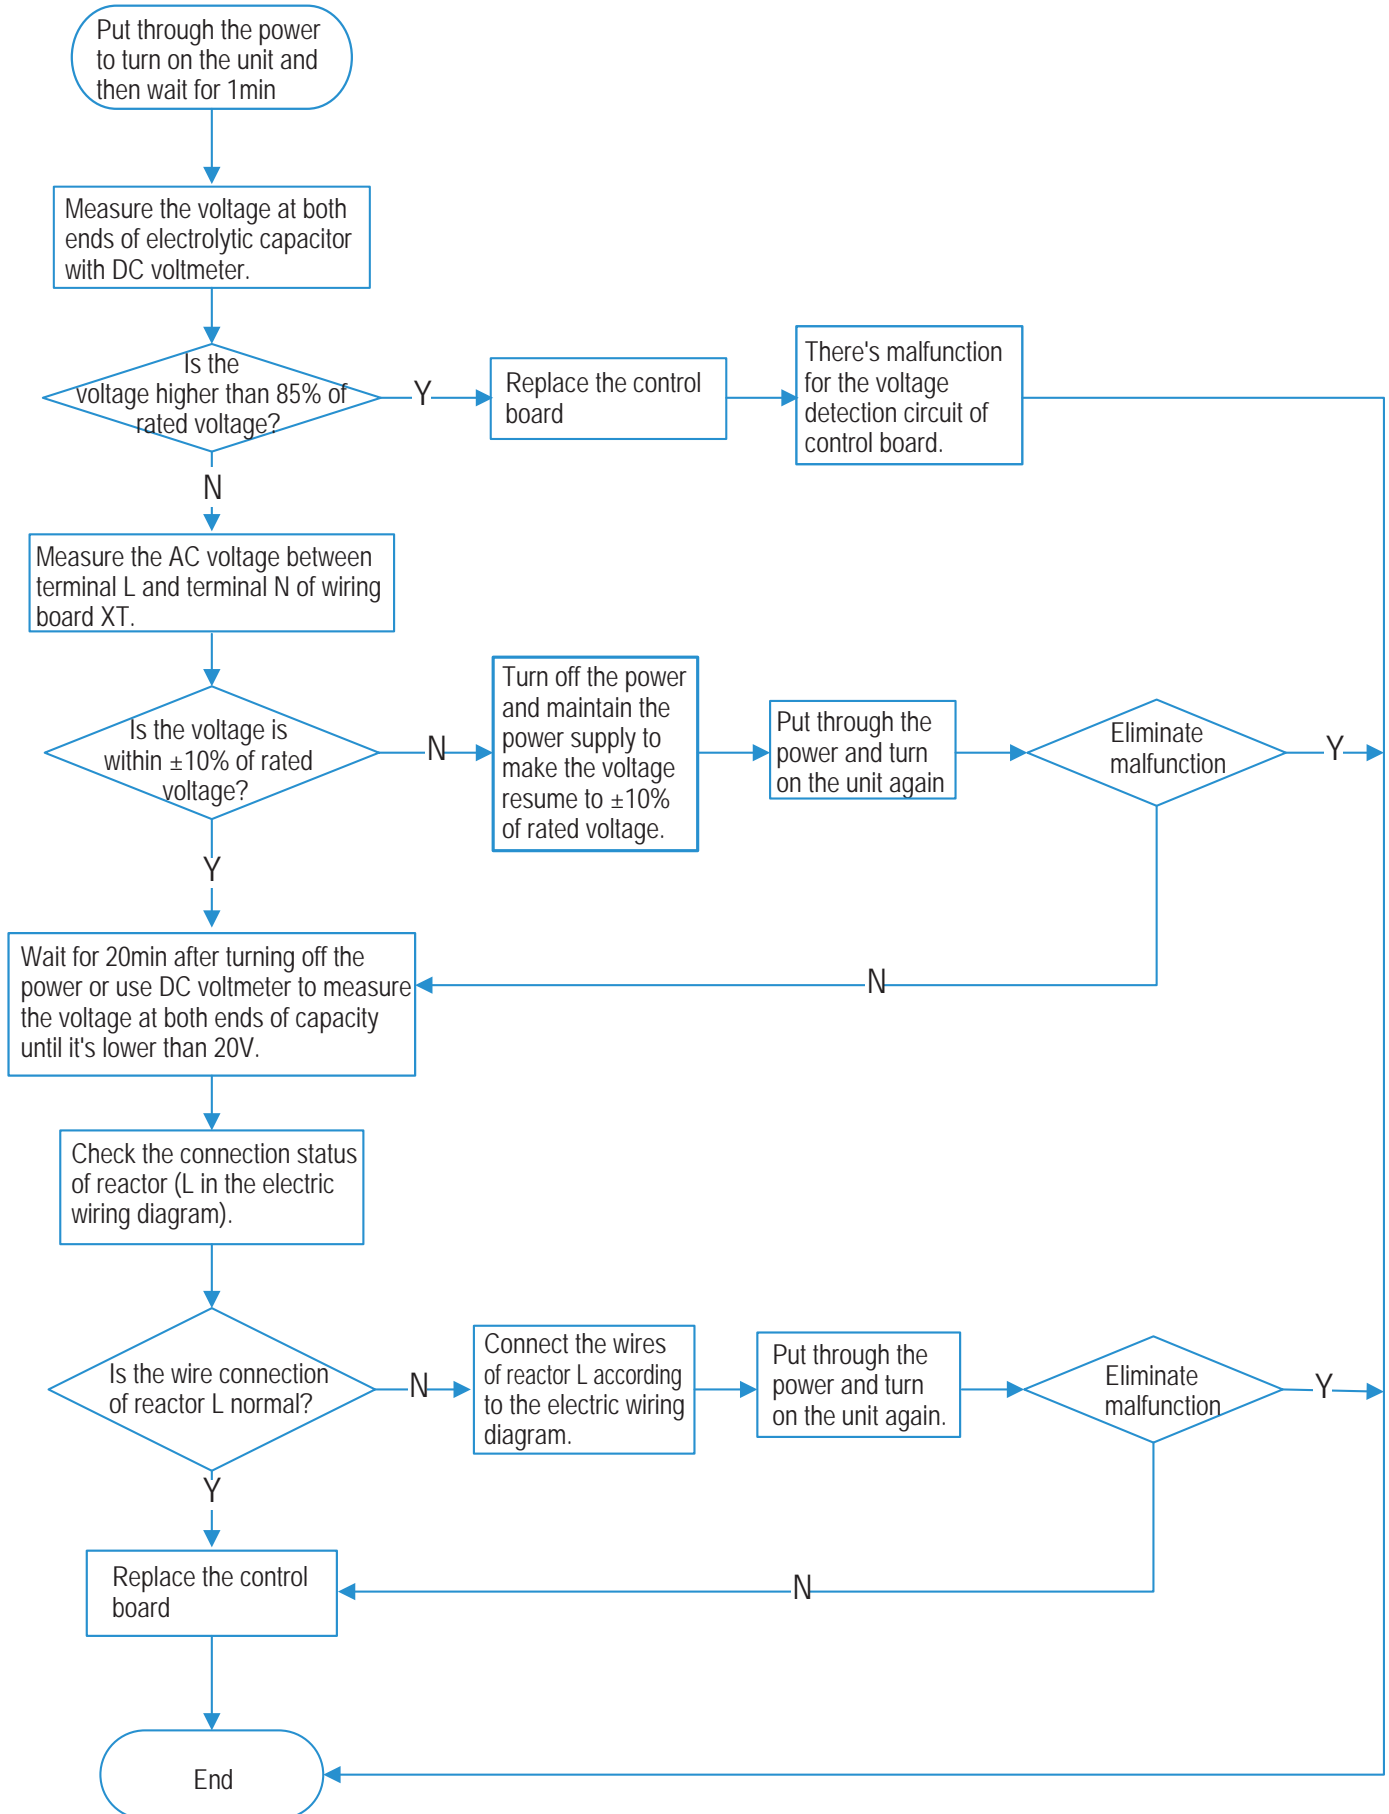 Put through the power
to turn on the unit and
then wait for 1min
Measure the voltage at both
ends of electrolytic capacitor
with DC voltmeter.
Is the
voltage higher than 85% of
rated voltage?
Y
Replace the control
board
There's malfunction
for the voltage
detection circuit of
control board.
N
Measure the AC voltage between
terminal L and terminal N of wiring
board XT.
Is the voltage is
within ±10% of rated
voltage?
N
Turn off the power
and maintain the
power supply to
make the voltage
resume to ±10%
of rated voltage.
Put through the
power and turn
on the unit again
Eliminate
malfunction
Y
Y
Wait for 20min after turning off the
power or use DC voltmeter to measure
the voltage at both ends of capacity
until it's lower than 20V.
N
Check the connection status
of reactor (L in the electric
wiring diagram).
Is the wire connection
of reactor L normal?
N
Connect the wires
of reactor L according
to the electric wiring
diagram.
Put through the
power and turn
on the unit again.
Eliminate
malfunction
Y
Y
Replace the control
board
N
End